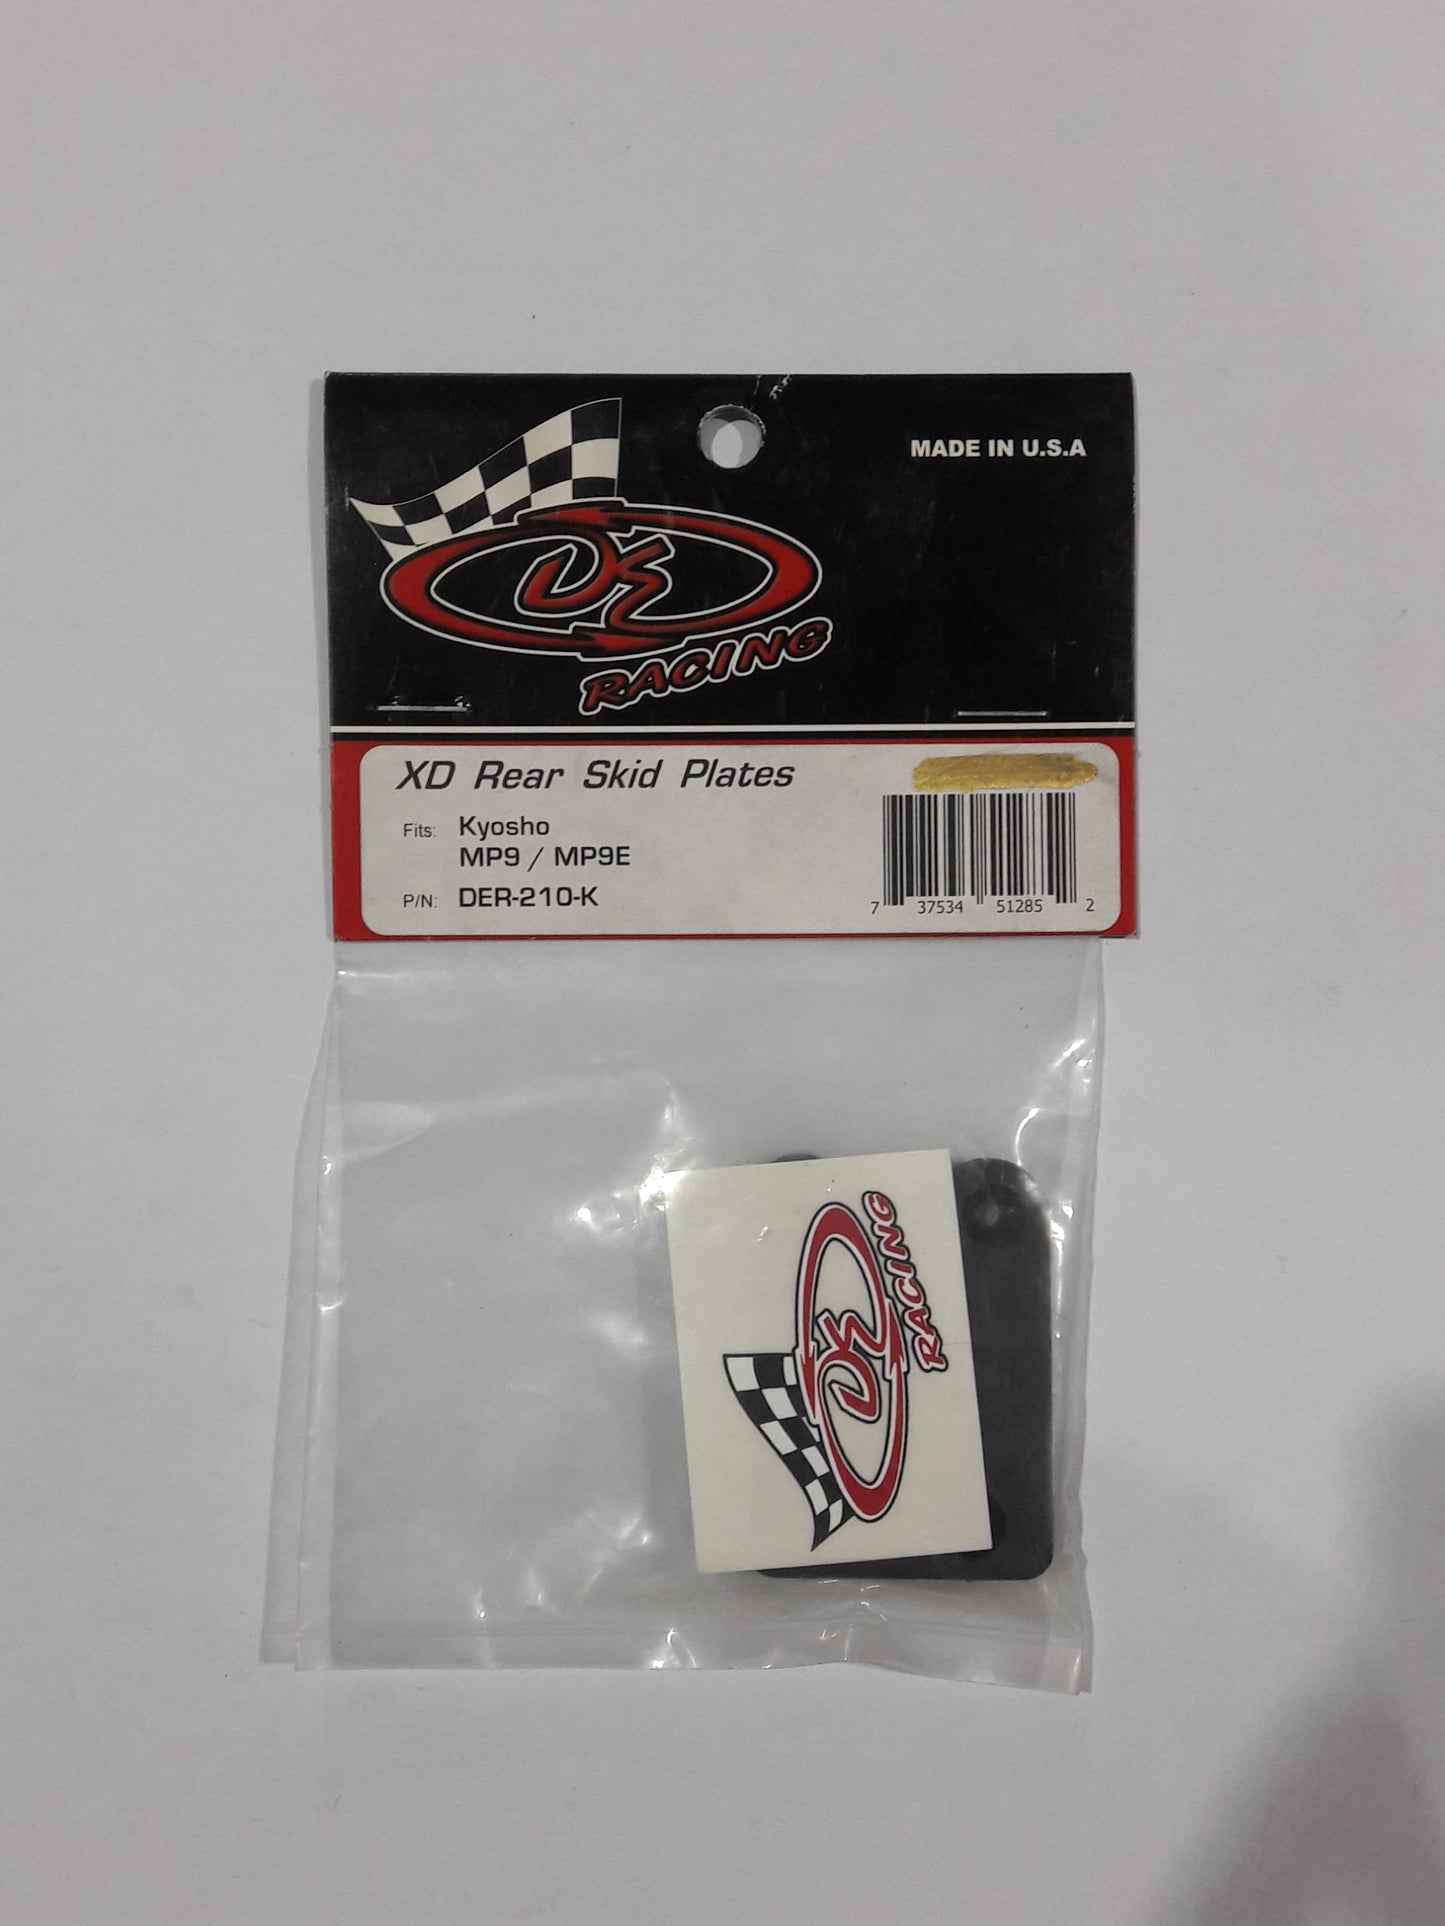 MADE IN U.S.A
DE
RACING
XD Rear Skid Plates
Fits: Kyosho
MP9 / MP9E
P/N: DER-210-K
7 37534 51285 2
DE
RACING